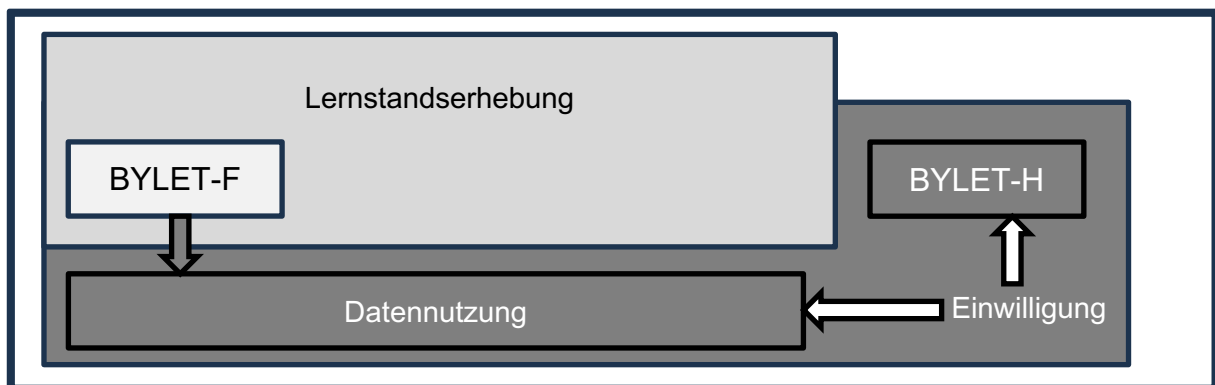 Lernstandserhebung
BYLET-F
BYLET-H
Datennutzung
Einwilligung